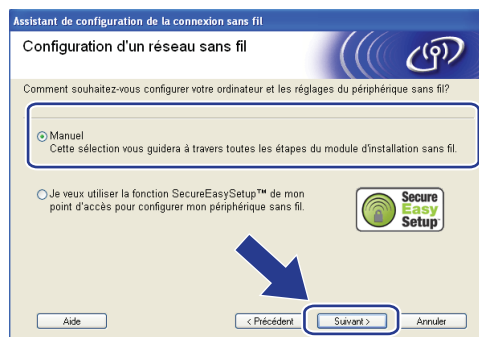 Assistant de configuration de la connexion sans fil
Configuration d'un réseau sans fil
Comment souhaitez-vous configurer votre ordinateur et les réglages du périphérique sans fil?
Manuel
Cette sélection vous guidera à travers toutes les étapes du module d'installation sans fil.
Je veux utiliser la fonction SecureEasySetup™ de mon
point d'accès pour configurer mon périphérique sans fil.
Secure
Easy
Setup
Aide
< Précédent
Suivant >
Annuler